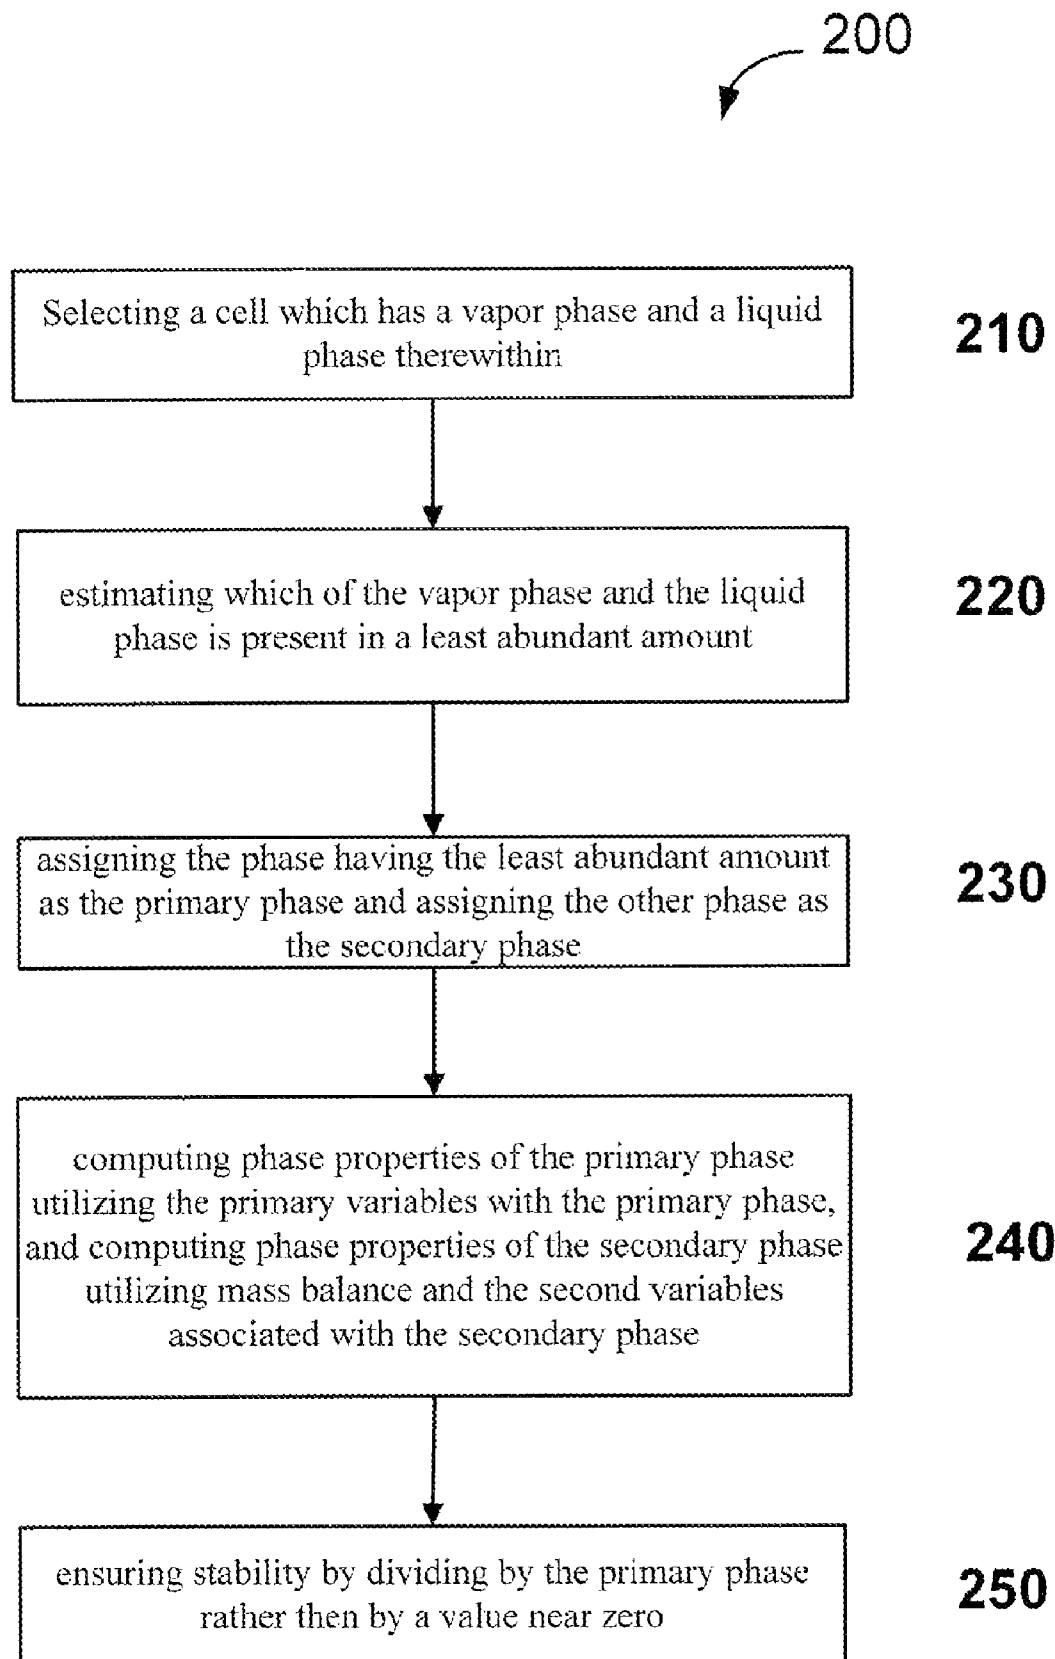 200
Selecting a cell which has a vapor phase and a liquid
phase therewithin
210
estimating which of the vapor phase and the liquid
phase is present in a least abundant amount
220
assigning the phase having the least abundant amount
as the primary phase and assigning the other phase as
the secondary phase
230
computing phase properties of the primary phase
utilizing the primary variables with the primary phase,
and computing phase properties of the secondary phase
utilizing mass balance and the second variables
associated with the secondary phase
240
ensuring stability by dividing by the primary phase
rather then by a value near zero
250